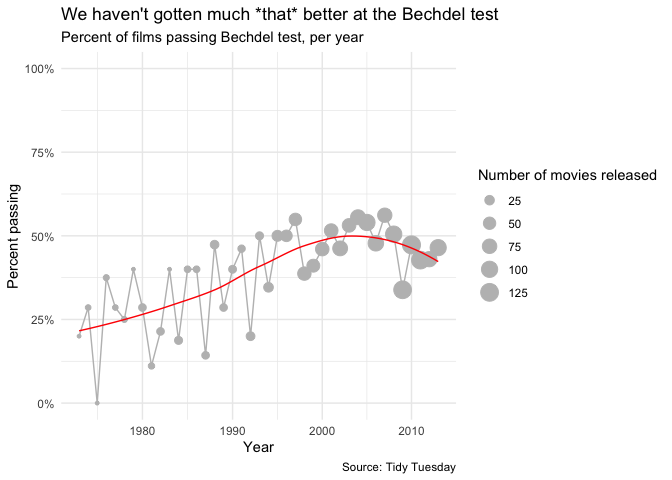 We haven't gotten much *that* better at the Bechdel test
Percent of films passing Bechdel test, per year
100%
75%
50%
25%
0%
Percent passing
1980
1990
2000
2010
Year
Number of movies released
25
50
75
100
125
Source: Tidy Tuesday